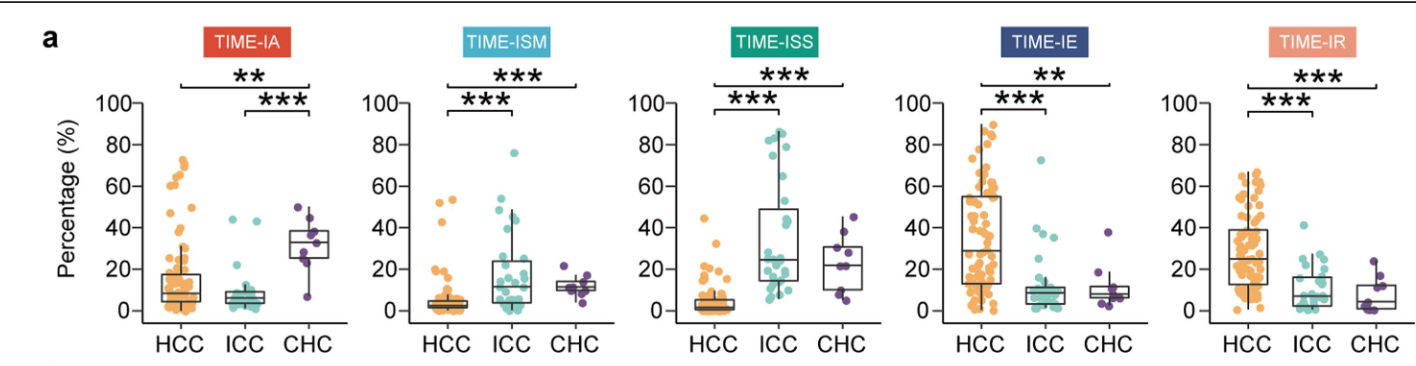 a
TIME-IA TIME-ISM TIME-ISS TIME-IE TIME-IR
** *** *** ** ***
*** *** *** *** ***
Percentage (%)
100 100 100 100 100
80 80 80 80 80
60 60 60 60 60
40 40 40 40 40
20 20 20 20 20
0 0 0 0 0
HCC ICC CHC HCC ICC CHC HCC ICC CHC HCC ICC CHC HCC ICC CHC